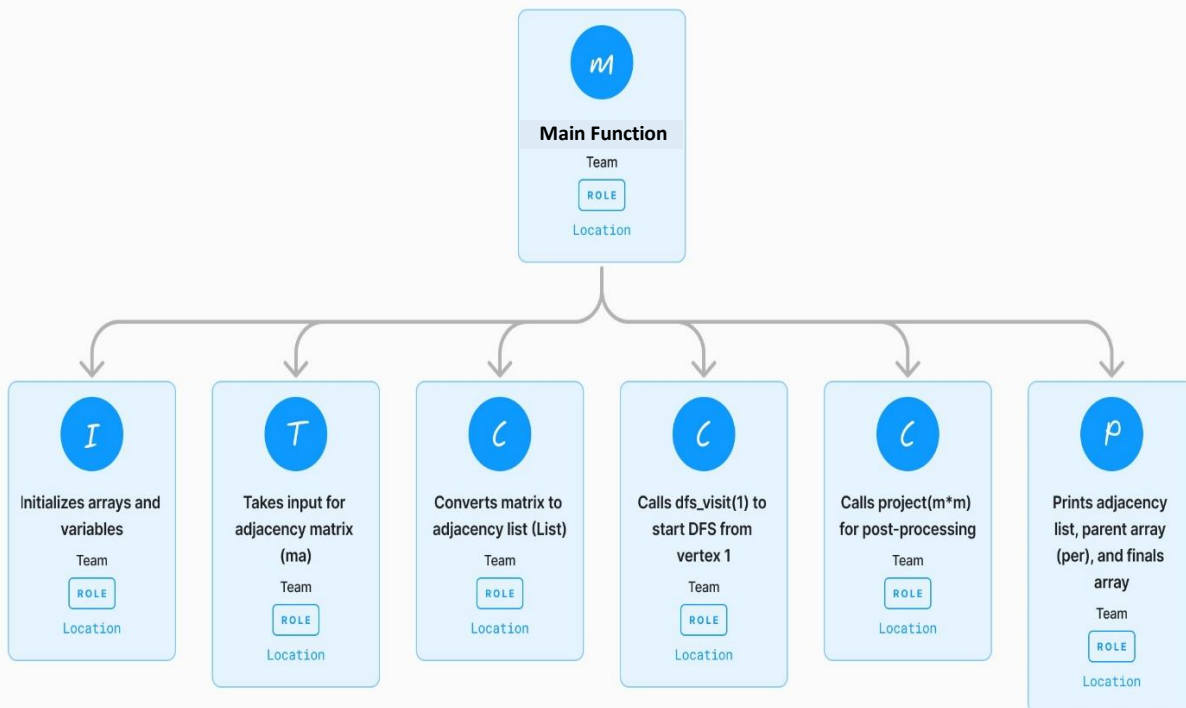 m
Main Function
Team
ROLE
Location
I
Initializes arrays and
variables
Team
ROLE
Location
T
Takes input for
adjacency matrix
(ma)
Team
ROLE
Location
C
Converts matrix to
adjacency list (List)
Team
ROLE
Location
C
Calls dfs_visit(1) to
start DFS from
vertex 1
Team
ROLE
Location
C
Calls project(m*m)
for post-processing
Team
ROLE
Location
P
Prints adjacency
list, parent array
(per), and finals
array
Team
ROLE
Location